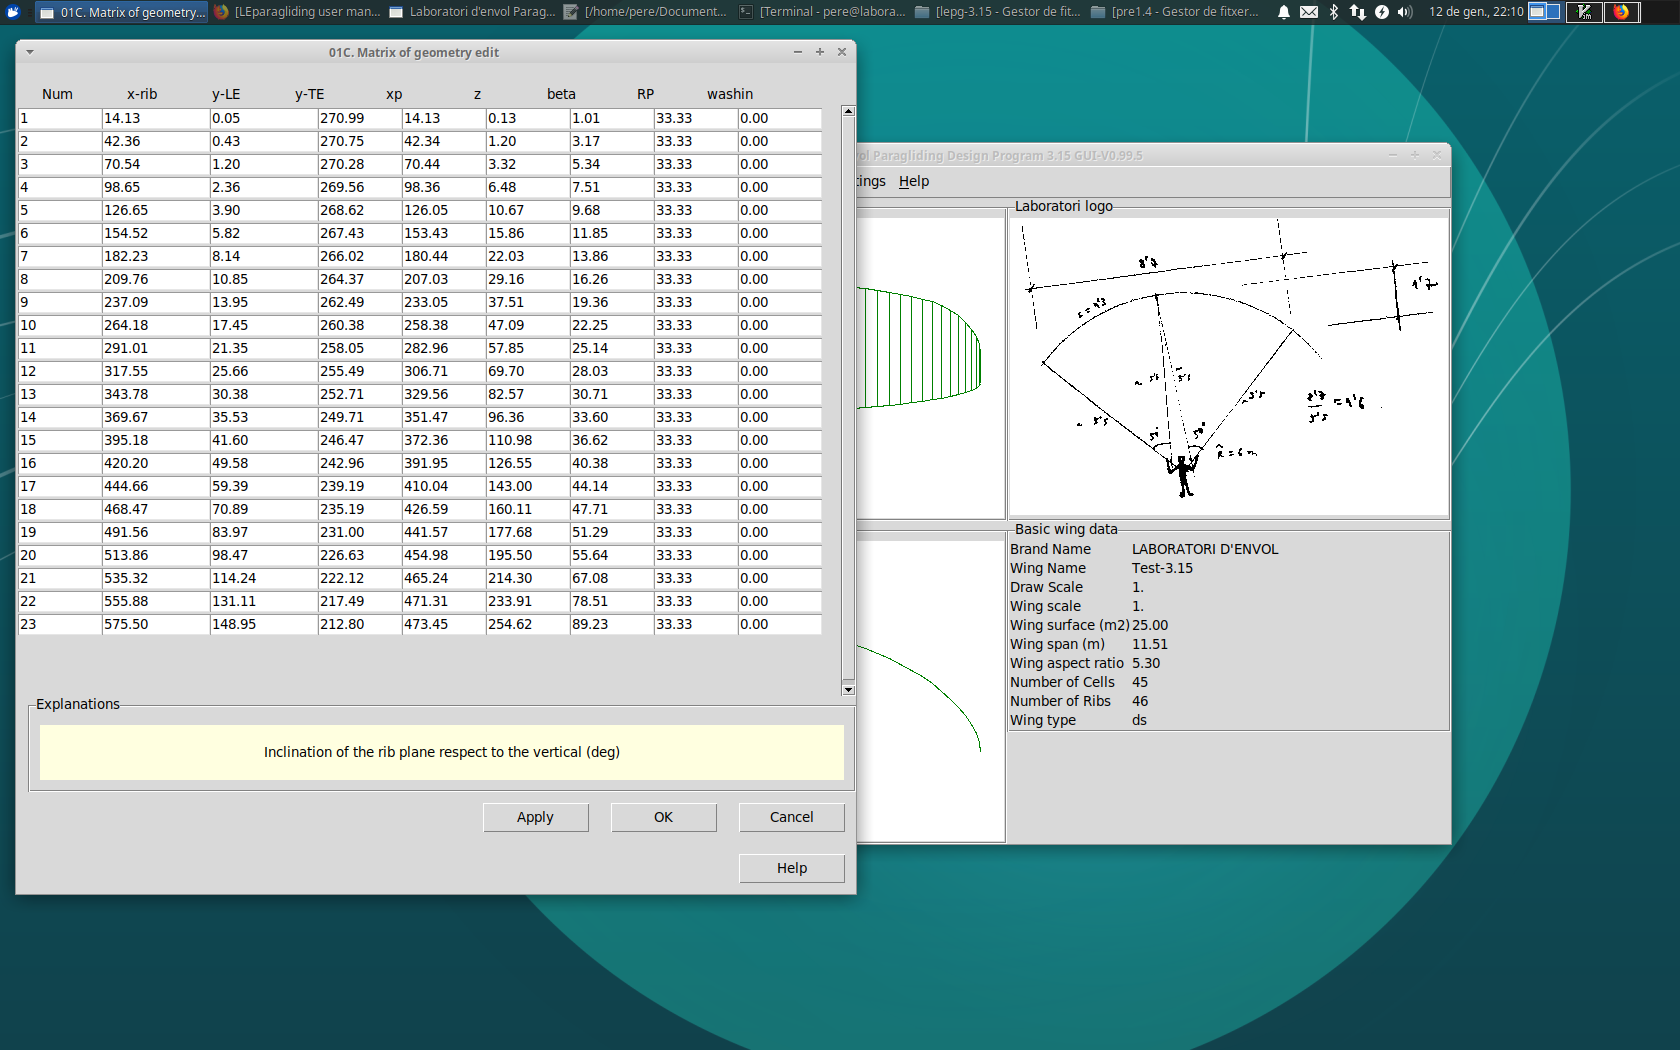 01C. Matrix of geometry... [LEparagliding user man... Laboratori d'envol Parag... [/home/pere/Document... [Terminal - pere@labora... [lepg-3.15 - Gestor de fit... [pre1.4 - Gestor de fitxer... 12 de gen., 22:10
01C. Matrix of geometry edit
Num x-rib y-LE y-TE xp z beta RP washin
1 14.13 0.05 270.99 14.13 0.13 1.01 33.33 0.00
2 42.36 0.43 270.75 42.34 1.20 3.17 33.33 0.00
3 70.54 1.20 270.28 70.44 3.32 5.34 33.33 0.00
4 98.65 2.36 269.56 98.36 6.48 7.51 33.33 0.00
5 126.65 3.90 268.62 126.05 10.67 9.68 33.33 0.00
6 154.52 5.82 267.43 153.43 15.86 11.85 33.33 0.00
7 182.23 8.14 266.02 180.44 22.03 13.86 33.33 0.00
8 209.76 10.85 264.37 207.03 29.16 16.26 33.33 0.00
9 237.09 13.95 262.49 233.05 37.51 19.36 33.33 0.00
10 264.18 17.45 260.38 258.38 47.09 22.25 33.33 0.00
11 291.01 21.35 258.05 282.96 57.85 25.14 33.33 0.00
12 317.55 25.66 255.49 306.71 69.70 28.03 33.33 0.00
13 343.78 30.38 252.71 329.56 82.57 30.71 33.33 0.00
14 369.67 35.53 249.71 351.47 96.36 33.60 33.33 0.00
15 395.18 41.60 246.47 372.36 110.98 36.62 33.33 0.00
16 420.20 49.58 242.96 391.95 126.55 40.38 33.33 0.00
17 444.66 59.39 239.19 410.04 143.00 44.14 33.33 0.00
18 468.47 70.89 235.19 426.59 160.11 47.71 33.33 0.00
19 491.56 83.97 231.00 441.57 177.68 51.29 33.33 0.00
20 513.86 98.47 226.63 454.98 195.50 55.64 33.33 0.00
21 535.32 114.24 222.12 465.24 214.30 67.08 33.33 0.00
22 555.88 131.11 217.49 471.31 233.91 78.51 33.33 0.00
23 575.50 148.95 212.80 473.45 254.62 89.23 33.33 0.00
Explanations
Inclination of the rib plane respect to the vertical (deg)
Apply OK Cancel
Help
ol Paragliding Design Program 3.15 GUI-V0.99.5
ings Help
Laboratori logo
8'7
R = 6 m
Basic wing data
Brand Name LABORATORI D'ENVOL
Wing Name Test-3.15
Draw Scale 1.
Wing scale 1.
Wing surface (m2) 25.00
Wing span (m) 11.51
Wing aspect ratio 5.30
Number of Cells 45
Number of Ribs 46
Wing type ds